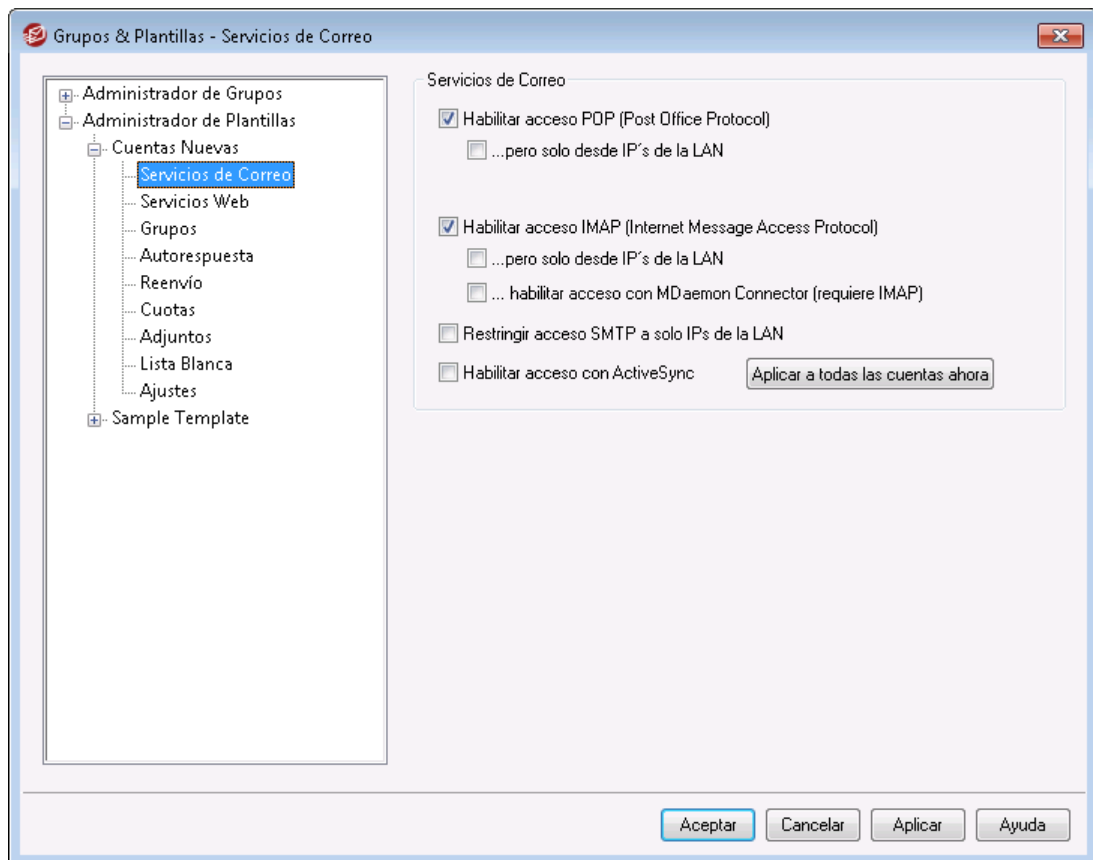 Grupos & Plantillas - Servicios de Correo
Administrador de Grupos
Administrador de Plantillas
Cuentas Nuevas
Servicios de Correo
Servicios Web
Grupos
Autorespuesta
Reenvío
Cuotas
Adjuntos
Lista Blanca
Ajustes
Sample Template
Servicios de Correo
Habilitar acceso POP (Post Office Protocol)
...pero solo desde IP´s de la LAN
Habilitar acceso IMAP (Internet Message Access Protocol)
...pero solo desde IP´s de la LAN
... habilitar acceso con MDaemon Connector (requiere IMAP)
Restringir acceso SMTP a solo IPs de la LAN
Habilitar acceso con ActiveSync Aplicar a todas las cuentas ahora
Aceptar Cancelar Aplicar Ayuda